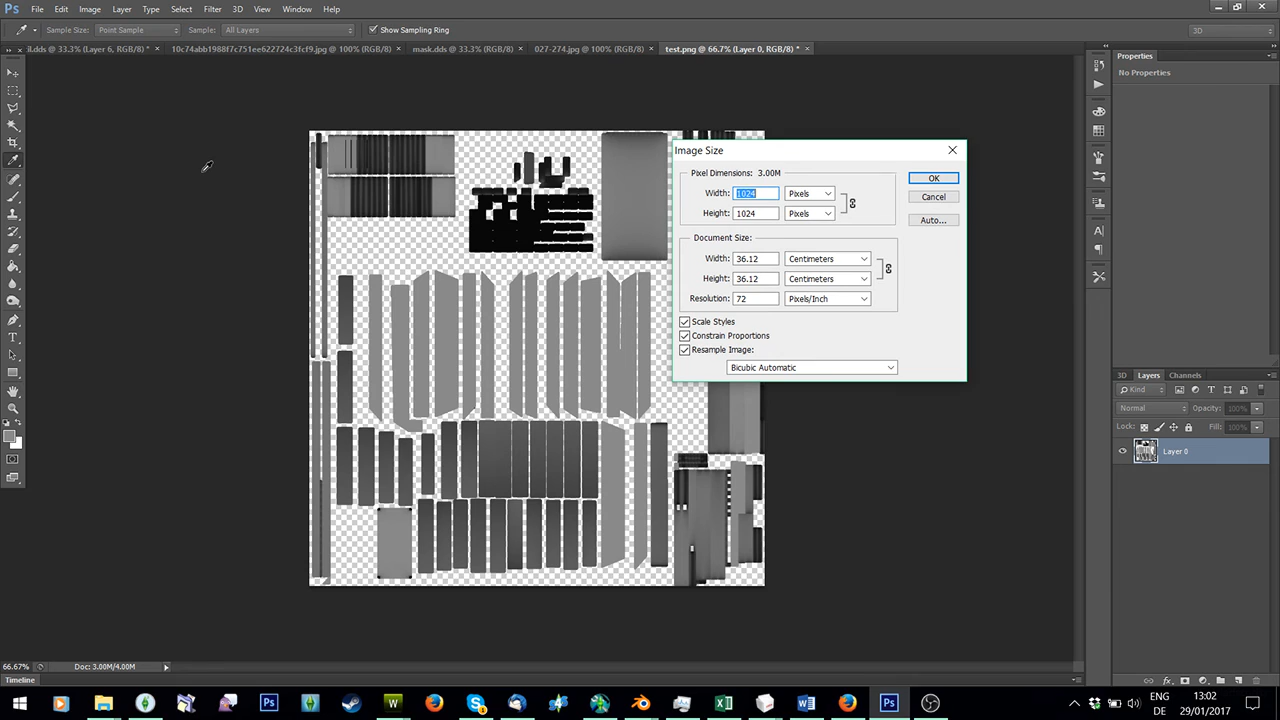 Ps File Edit Image Layer Type Select Filter 3D View Window Help
Sample Size: Point Sample Sample: All Layers Show Sampling Ring 3D
il.dds @ 33.3% (Layer 6, RGB/8) * × 10c74abb1988f7c751ee622724c3fcf9.jpg @ 100% (RGB/8) × mask.dds @ 33.3% (RGB/8) × 027-274.jpg @ 100% (RGB/8) × test.png @ 66.7% (Layer 0, RGB/8) * ×
Properties
No Properties
Image Size
Pixel Dimensions: 3.00M
Width: 1024 Pixels
Height: 1024 Pixels
OK
Cancel
Auto...
Document Size:
Width: 36.12 Centimeters
Height: 36.12 Centimeters
Resolution: 72 Pixels/Inch
Scale Styles
Constrain Proportions
Resample Image:
Bicubic Automatic
3D Layers Channels
Kind
Normal Opacity: 100%
Lock: Fill: 100%
Layer 0
66.67% Doc: 3.00M/4.00M
Timeline
fx
ENG 13:02
DE 29/01/2017